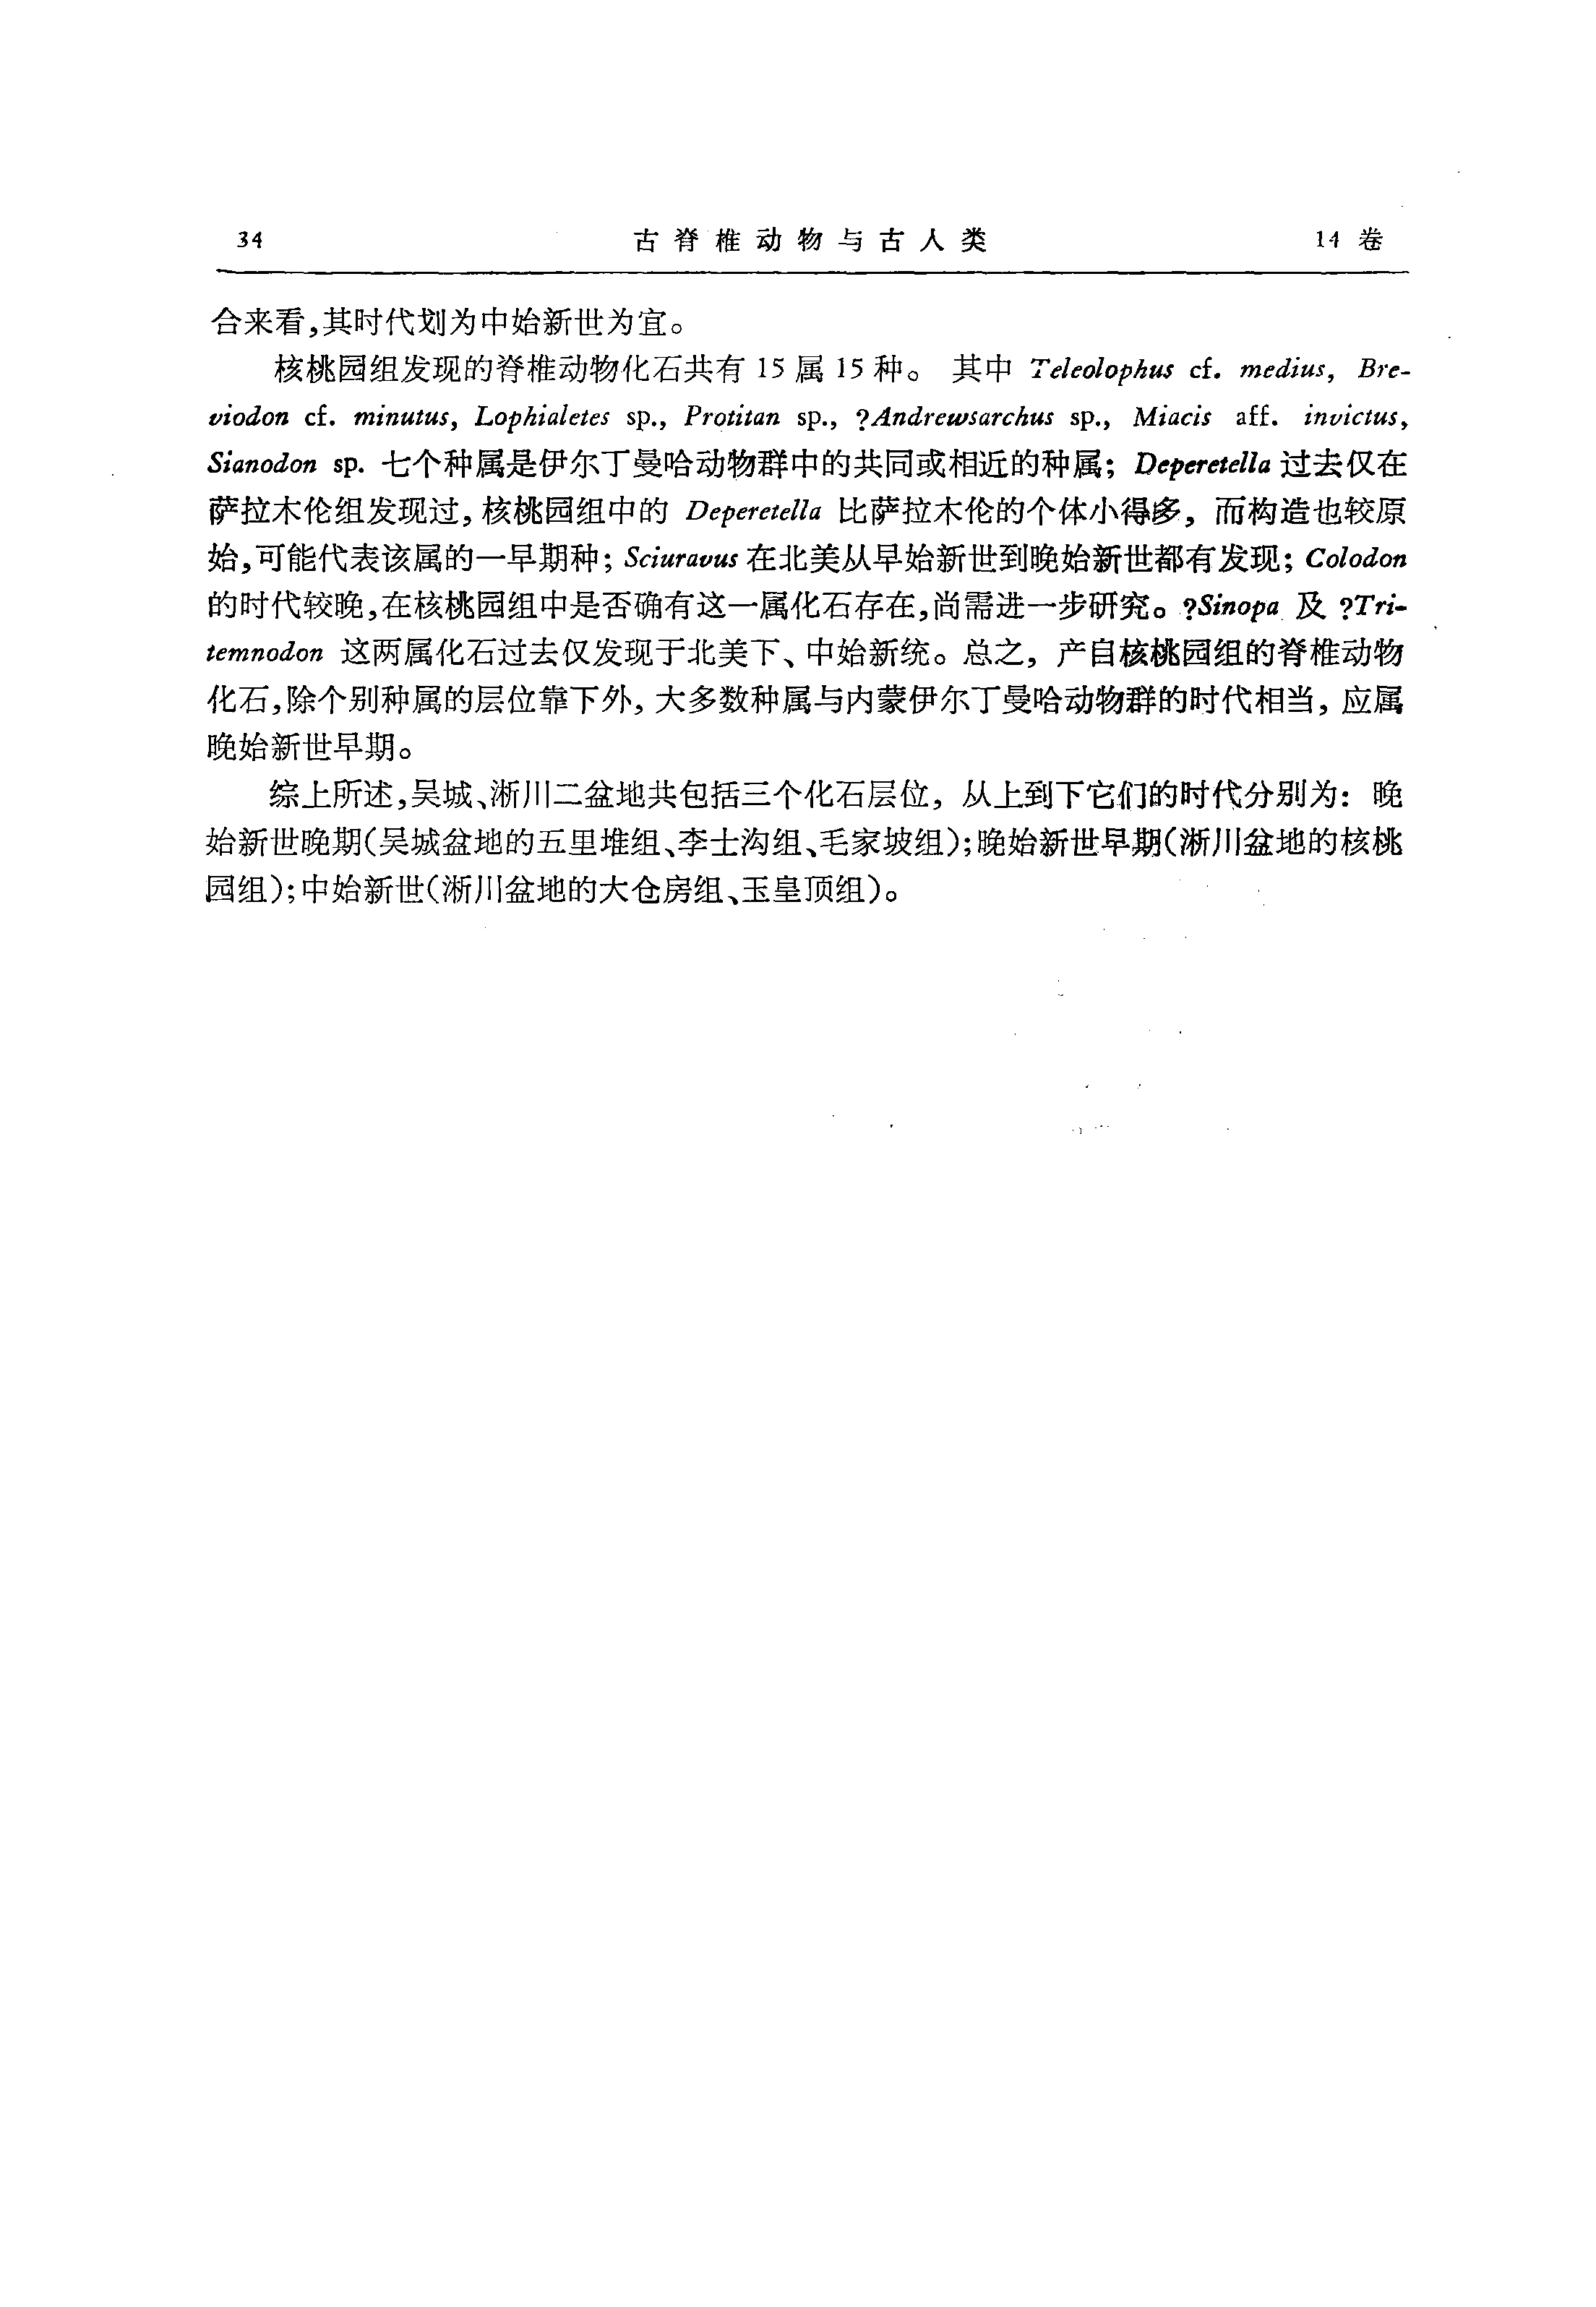 34 古脊椎动物与古人类 14 卷
合来看,其时代划为中始新世为宜。
核桃园组发现的脊椎动物化石共有 15 属 15 种。 其中 Teleolophus cf. medius, Bre-
viodon cf. minutus, Lophialetes sp., Protitan sp., ?Andrewsarchus sp., Miacis aff. invictus,
Sianodon sp. 七个种属是伊尔丁曼哈动物群中的共同或相近的种属; Deperetella 过去仅在
萨拉木伦组发现过, 核桃园组中的 Deperetella 比萨拉木伦的个体小得多, 而构造也较原
始,可能代表该属的一早期种; Sciuravus 在北美从早始新世到晚始新世都有发现; Colodon
的时代较晚,在核桃园组中是否确有这一属化石存在,尚需进一步研究。?Sinopa 及 ?Tri-
temnodon 这两属化石过去仅发现于北美下、中始新统。总之, 产自核桃园组的脊椎动物
化石,除个别种属的层位靠下外, 大多数种属与内蒙伊尔丁曼哈动物群的时代相当, 应属
晚始新世早期。
综上所述,吴城、淅川二盆地共包括三个化石层位, 从上到下它们的时代分别为: 晚
始新世晚期(吴城盆地的五里堆组、李士沟组、毛家坡组);晚始新世早期(淅川盆地的核桃
园组);中始新世(淅川盆地的大仓房组、玉皇顶组)。